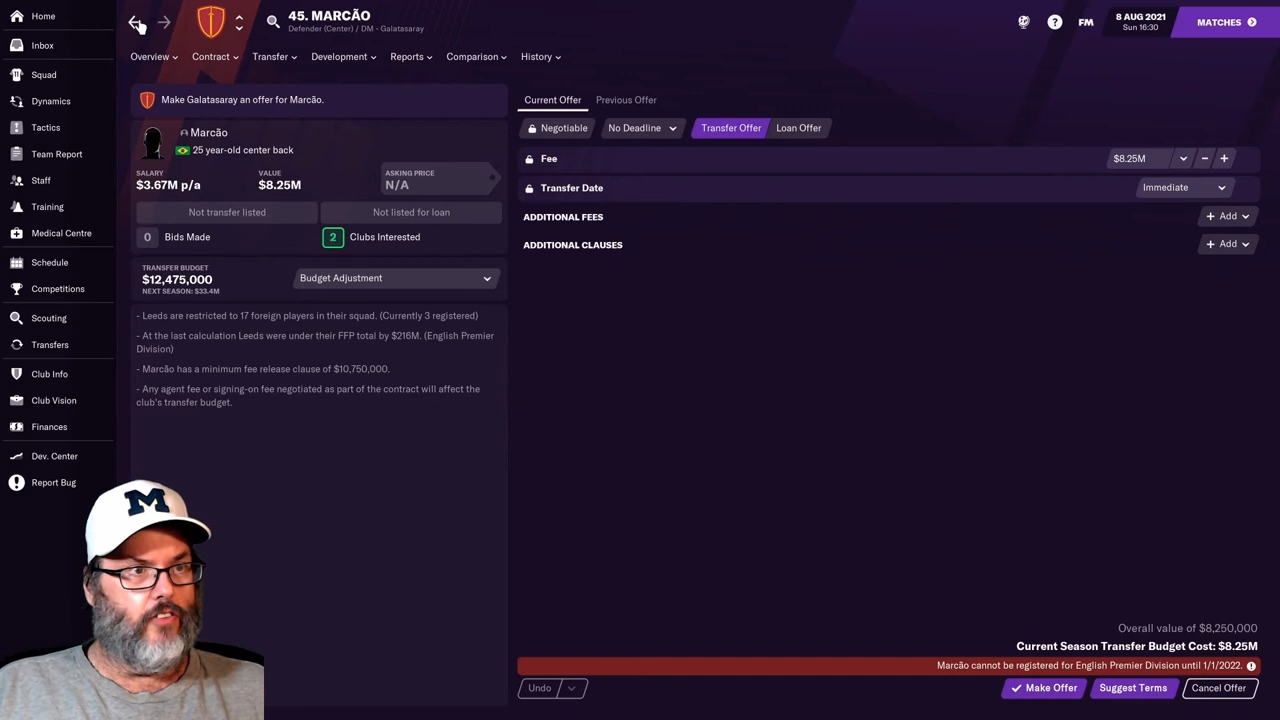 Home
Inbox
Squad
Dynamics
Tactics
Team Report
Staff
Training
Medical Centre
Schedule
Competitions
Scouting
Transfers
Club Info
Club Vision
Finances
Dev. Center
Report Bug
45. MARCÃO
Defender (Center) / DM - Galatasaray
FM
8 AUG 2021
Sun 16:30
MATCHES
Overview
Contract
Transfer
Development
Reports
Comparison
History
Make Galatasaray an offer for Marcão.
Marcão
25 year-old center back
SALARY
$3.67M p/a
VALUE
$8.25M
ASKING PRICE
N/A
Not transfer listed
Not listed for loan
0 Bids Made
2 Clubs Interested
TRANSFER BUDGET
$12,475,000
NEXT SEASON: $33.4M
Budget Adjustment
- Leeds are restricted to 17 foreign players in their squad. (Currently 3 registered)
- At the last calculation Leeds were under their FFP total by $216M. (English Premier
Division)
- Marcão has a minimum fee release clause of $10,750,000.
- Any agent fee or signing-on fee negotiated as part of the contract will affect the
club's transfer budget.
Current Offer
Previous Offer
Negotiable
No Deadline
Transfer Offer
Loan Offer
Fee
$8.25M
Transfer Date
Immediate
ADDITIONAL FEES
+ Add
ADDITIONAL CLAUSES
+ Add
Overall value of $8,250,000
Current Season Transfer Budget Cost: $8.25M
Marcão cannot be registered for English Premier Division until 1/1/2022.
Undo
Make Offer
Suggest Terms
Cancel Offer
M